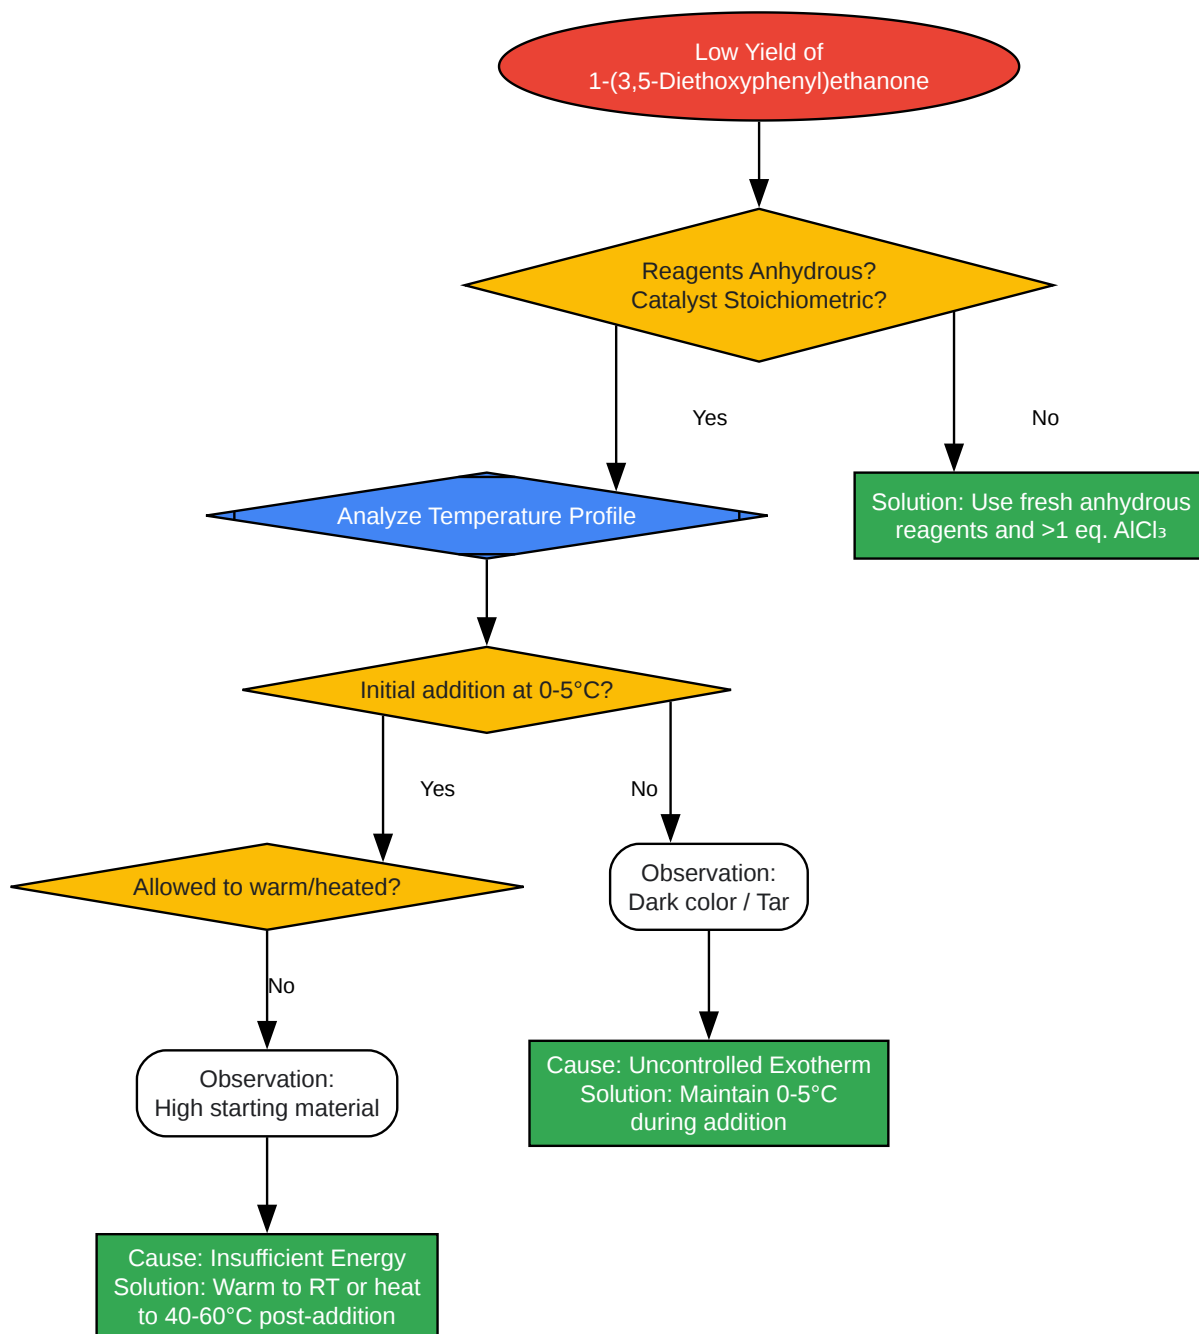 Low Yield of
1-(3,5-Diethoxyphenyl)ethanone
Reagents Anhydrous?
Catalyst Stoichiometric?
Yes
No
Analyze Temperature Profile
Solution: Use fresh anhydrous
reagents and >1 eq. AlCl₃
Initial addition at 0-5°C?
Yes
No
Allowed to warm/heated?
Observation:
Dark color / Tar
No
Observation:
High starting material
Cause: Uncontrolled Exotherm
Solution: Maintain 0-5°C
during addition
Cause: Insufficient Energy
Solution: Warm to RT or heat
to 40-60°C post-addition